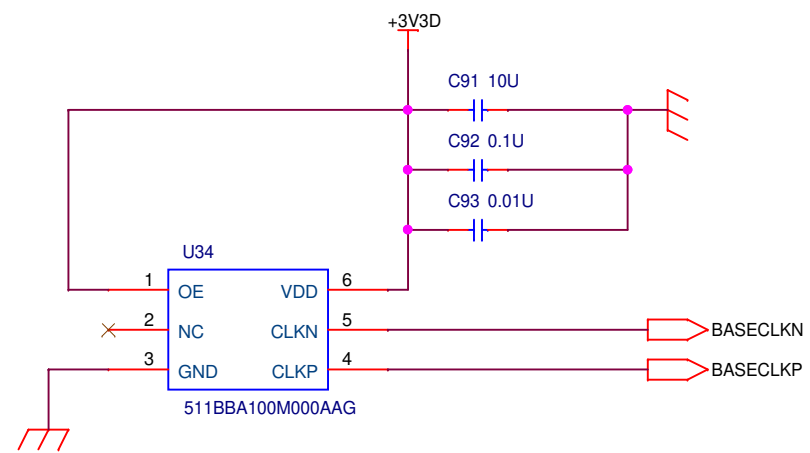 +3V3D
C91 10U
C92 0.1U
C93 0.01U
U34
1 OE VDD 6
2 NC CLKN 5 BASECLKN
3 GND CLKP 4 BASECLKP
511BBA100M000AAG